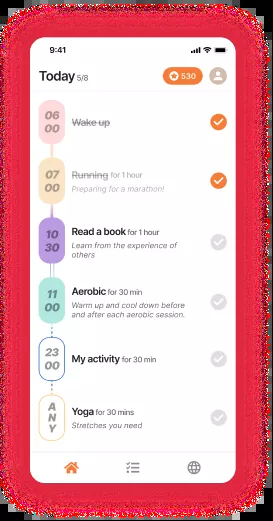 9:41
Today 5/8
530
06
00
Wake up
07
00
Running for 1 hour
Preparing for a marathon!
10
30
Read a book for 1 hour
Learn from the experience of
others
11
00
Aerobic for 30 min
Warm up and cool down before
and after each aerobic session.
23
00
My activity for 30 min
A
N
Y
Yoga for 30 mins
Stretches you need